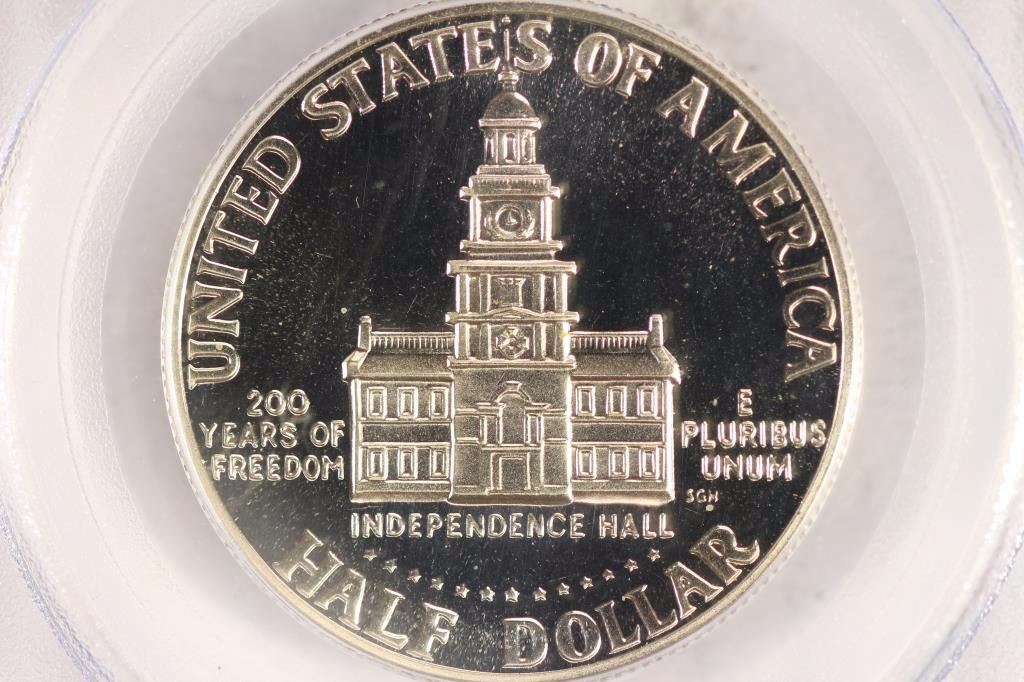 UNITED STATES OF AMERICA
200
YEARS OF
FREEDOM
E
PLURIBUS
UNUM
SGH
INDEPENDENCE HALL
HALF DOLLAR